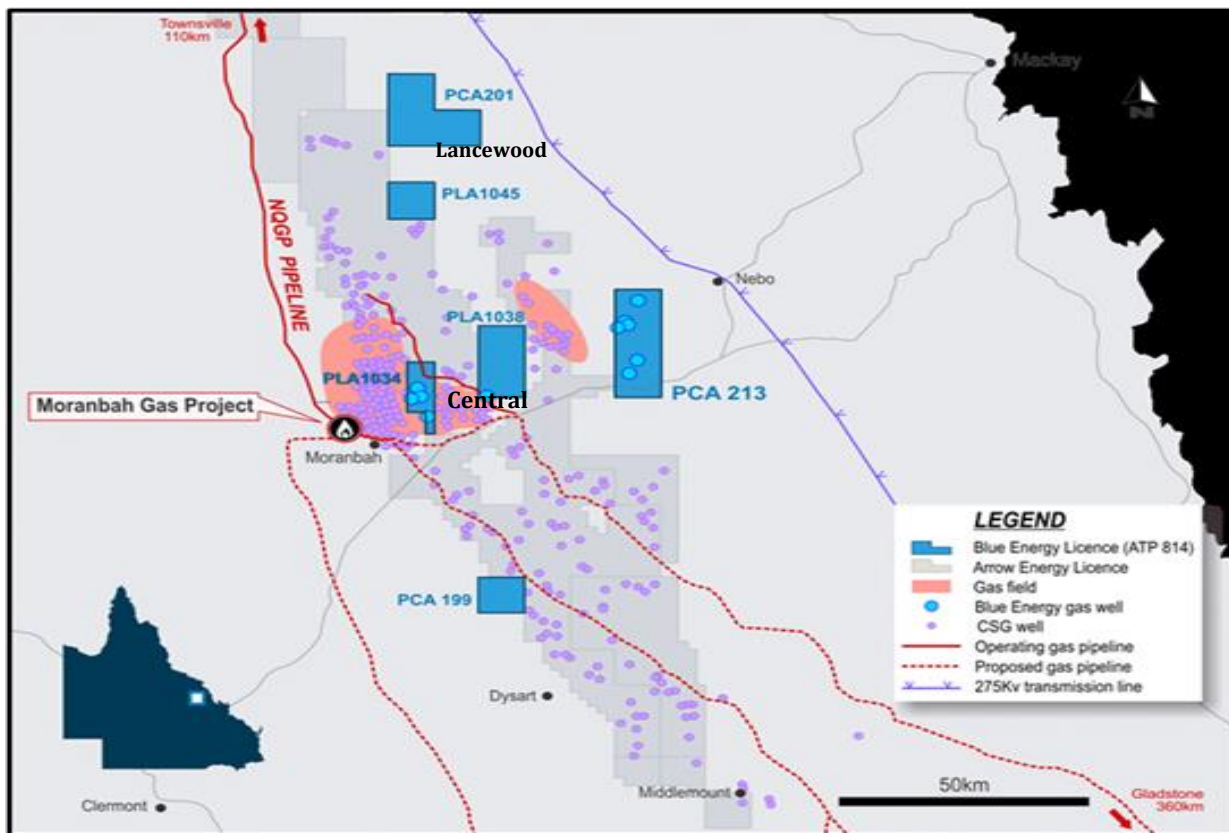 Townsville
110km
Mackay
N
PCA201
Lancewood
PLA1045
NQGP PIPELINE
Nebo
PLA1038
PLA1034
Central
PCA 213
Moranbah Gas Project
Moranbah
PCA 199
Dysart
Middlemount
Clermont
50km
Gladstone
360km
LEGEND
Blue Energy Licence (ATP 814)
Arrow Energy Licence
Gas field
Blue Energy gas well
CSG well
Operating gas pipeline
Proposed gas pipeline
275Kv transmission line